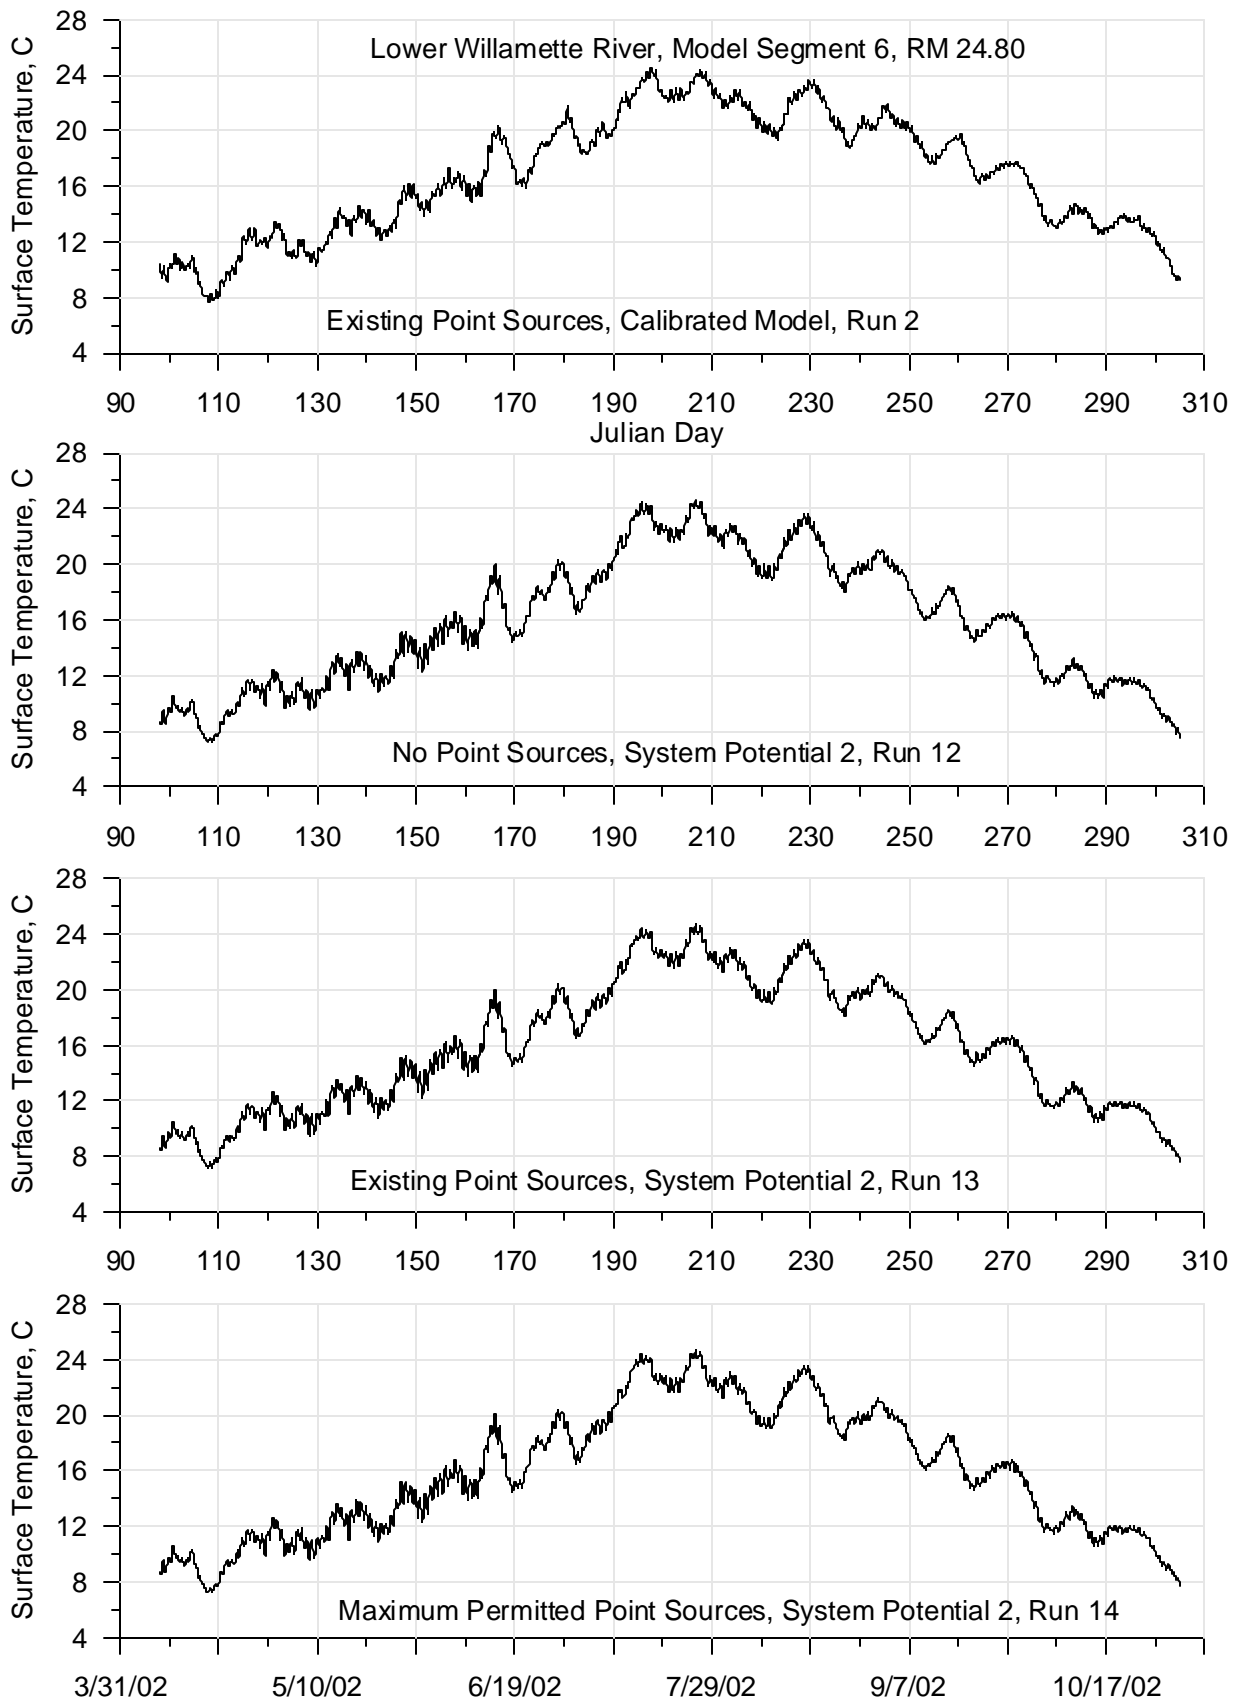 28
24
20
16
12
8
4
Surface Temperature, C
Lower Willamette River, Model Segment 6, RM 24.80
Existing Point Sources, Calibrated Model, Run 2
90 110 130 150 170 190 210 230 250 270 290 310
Julian Day
28
24
20
16
12
8
4
Surface Temperature, C
No Point Sources, System Potential 2, Run 12
90 110 130 150 170 190 210 230 250 270 290 310
28
24
20
16
12
8
4
Surface Temperature, C
Existing Point Sources, System Potential 2, Run 13
90 110 130 150 170 190 210 230 250 270 290 310
28
24
20
16
12
8
4
Surface Temperature, C
Maximum Permitted Point Sources, System Potential 2, Run 14
3/31/02 5/10/02 6/19/02 7/29/02 9/7/02 10/17/02